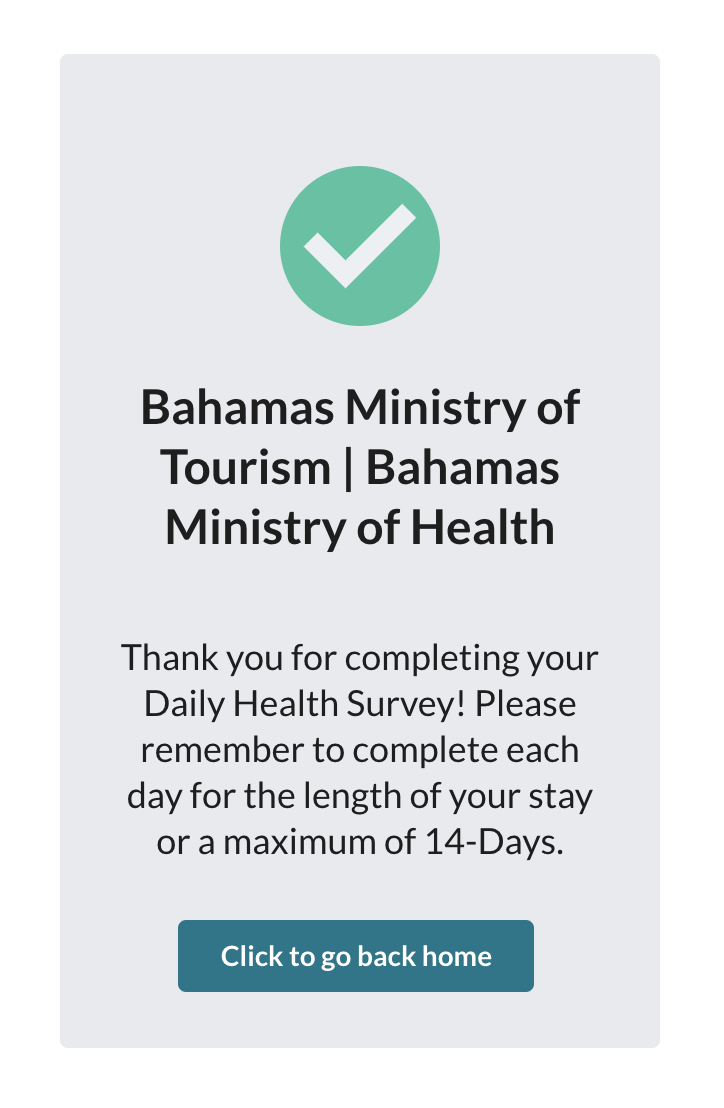 Bahamas Ministry of
Tourism | Bahamas
Ministry of Health
Thank you for completing your
Daily Health Survey! Please
remember to complete each
day for the length of your stay
or a maximum of 14-Days.
Click to go back home